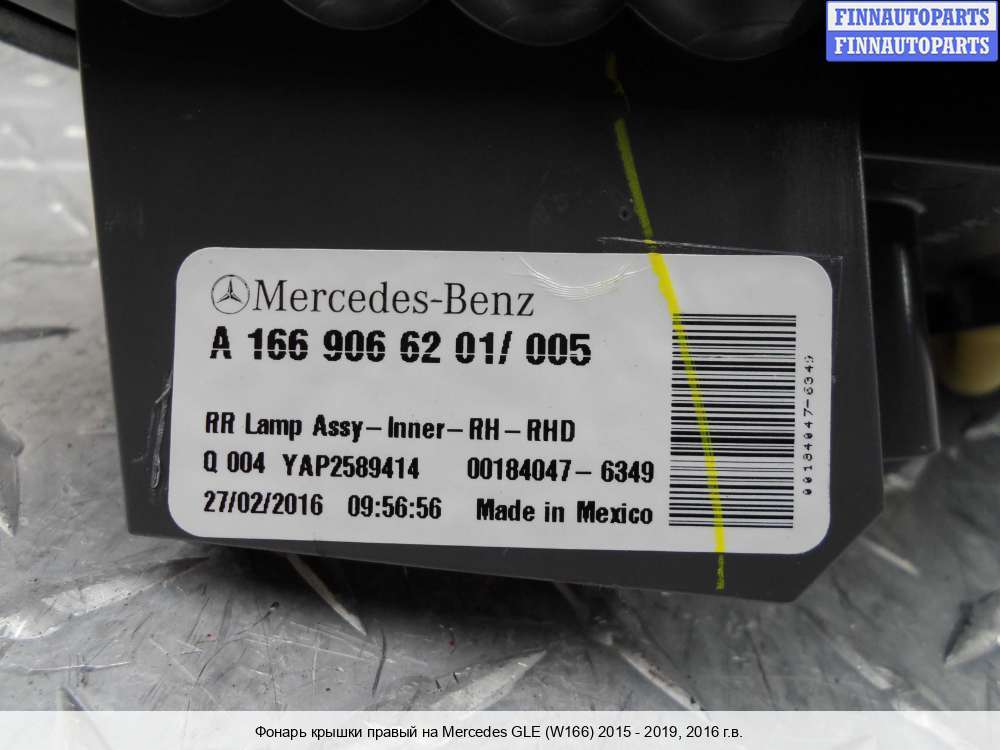 FINNAUTOPARTS
FINNAUTOPARTS
Mercedes-Benz
A 166 906 62 01/ 005
RR Lamp Assy-Inner-RH-RHD
Q 004 YAP2589414 00184047-6349
27/02/2016 09:56:56 Made in Mexico
00184047-6349
Фонарь крышки правый на Mercedes GLE (W166) 2015 - 2019, 2016 г.в.